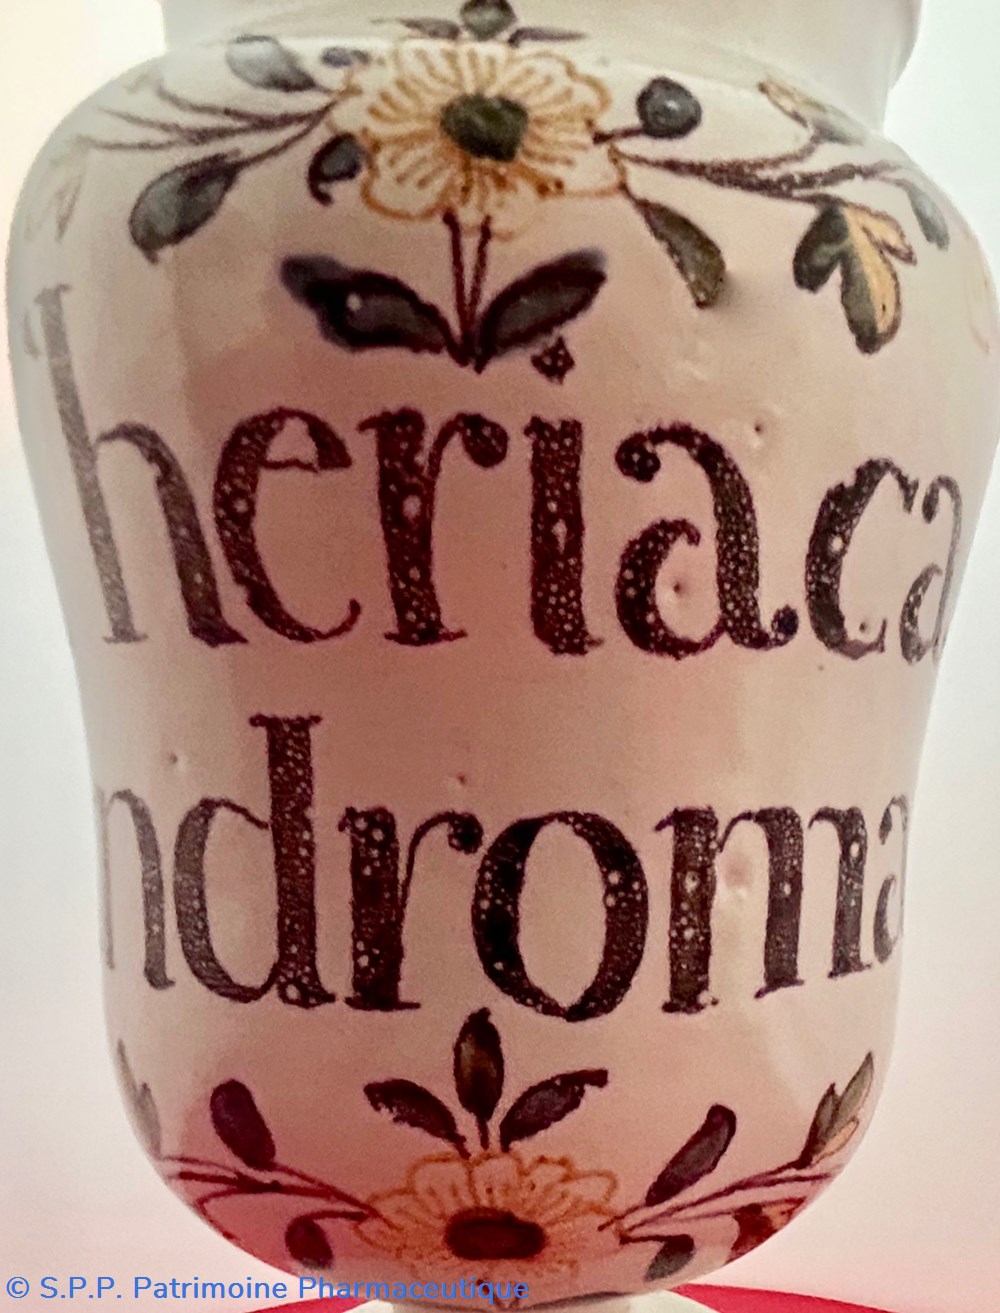 heriaca
ndroma
© S.P.P. Patrimoine Pharmaceutique